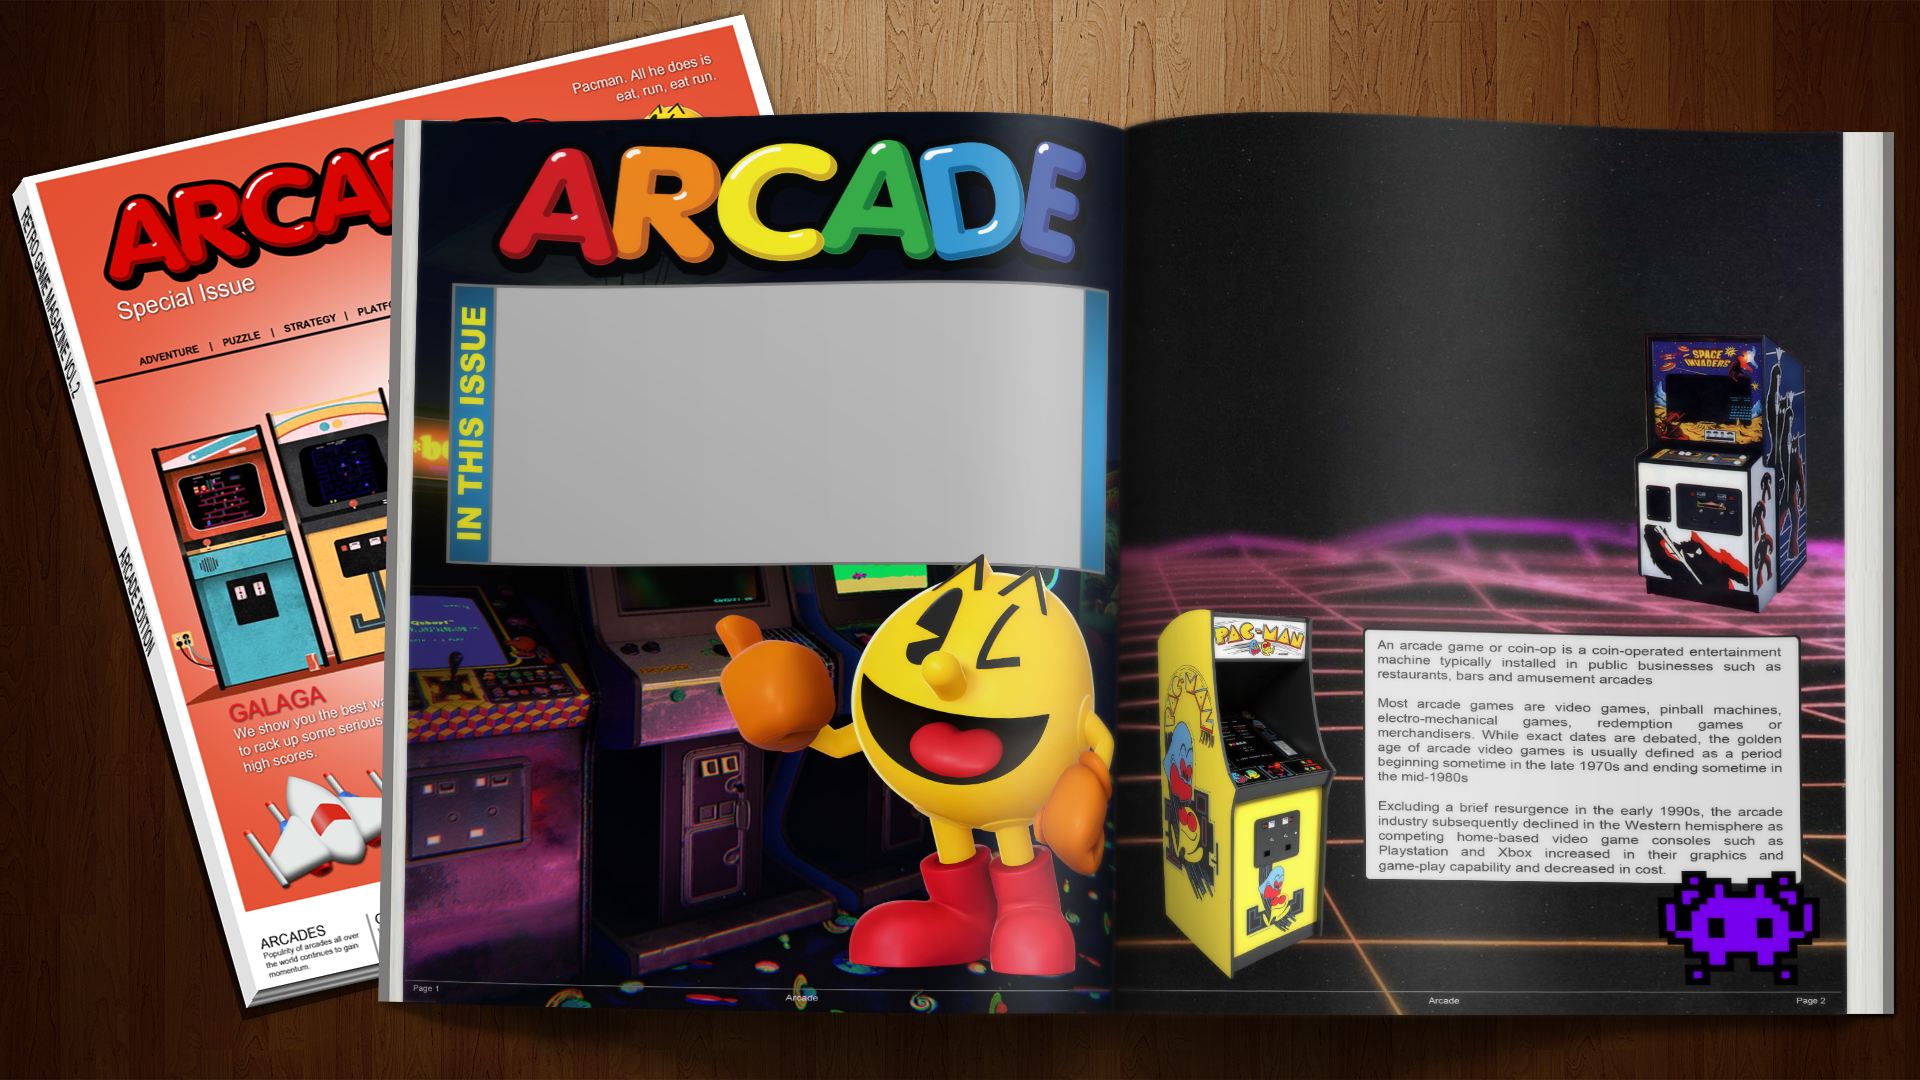 Pacman. All he does is
eat, run, eat run.
Special Issue
ADVENTURE | PUZZLE | STRATEGY |
RETRO GAME MAGAZINE VOL 2
ARCADE EDITION
GALAGA
We show you the best
to rack up some serious
high scores.
ARCADES
Populrity of arcades all over
the world continues to gain
momentum.
ARCADE
IN THIS ISSUE
Page 1
Arcade
SPACE
INVADERS
PAC-MAN
An arcade game or coin-op is a coin-operated entertainment
machine typically installed in public businesses such as
restaurants, bars and amusement arcades
Most arcade games are video games, pinball machines,
electro-mechanical games, redemption games or
merchandisers. While exact dates are debated, the golden
age of arcade video games is usually defined as a period
beginning sometime in the late 1970s and ending sometime in
the mid-1980s
Excluding a brief resurgence in the early 1990s, the arcade
industry subsequently declined in the Western hemisphere as
competing home-based video game consoles such as
Playstation and Xbox increased in their graphics and
game-play capability and decreased in cost.
Arcade
Page 2